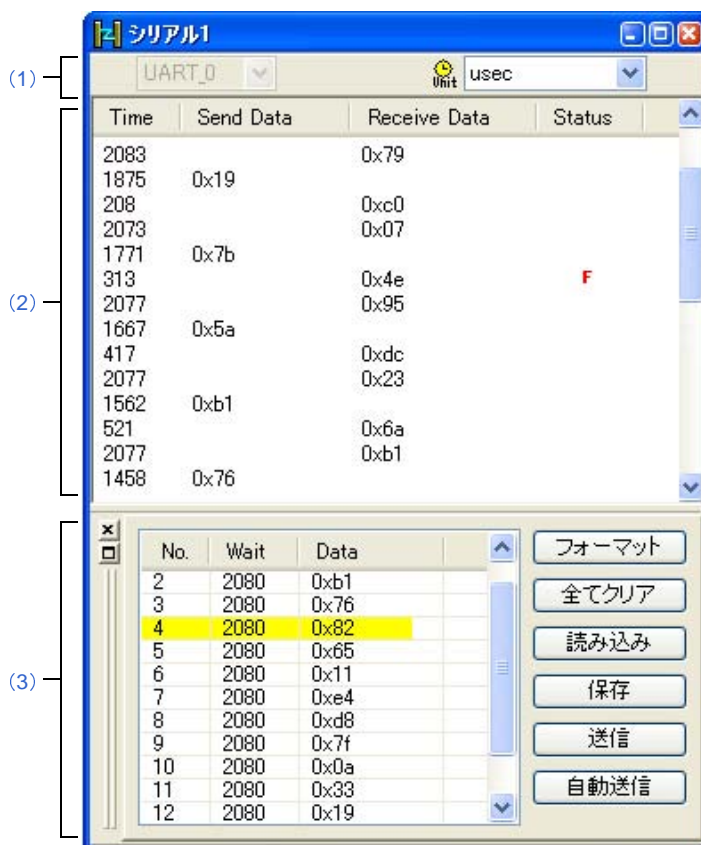 シリアル1
(1)
UART_0
Unit
usec
Time Send Data Receive Data Status
2083 0x79
1875 0x19
208 0xc0
2073 0x07
1771 0x7b
313 0x4e F
(2)
2077 0x95
1667 0x5a
417 0xdc
2077 0x23
1562 0xb1
521 0x6a
2077 0xb1
1458 0x76
(3)
No. Wait Data
2 2080 0xb1
3 2080 0x76
4 2080 0x82
5 2080 0x65
6 2080 0x11
7 2080 0xe4
8 2080 0xd8
9 2080 0x7f
10 2080 0x0a
11 2080 0x33
12 2080 0x19
フォーマット
全てクリア
読み込み
保存
送信
自動送信